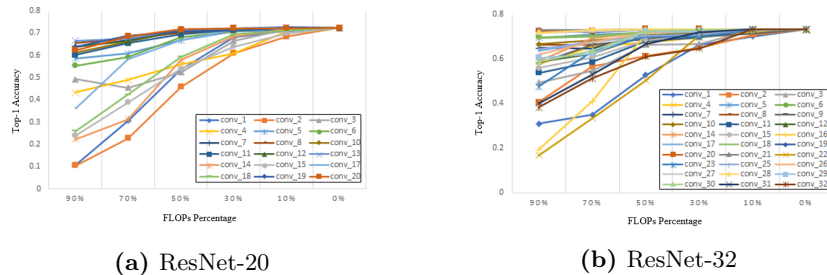 0.8
0.7
0.6
0.5
0.4
0.3
0.2
0.1
0
Top-1 Accuracy
90% 70% 50% 30% 10% 0%
FLOPs Percentage
conv_1 conv_2 conv_3
conv_4 conv_5 conv_6
conv_7 conv_8 conv_10
conv_11 conv_12 conv_13
conv_14 conv_15 conv_17
conv_18 conv_19 conv_20
(a) ResNet-20
0.8
0.7
0.6
0.5
0.4
0.3
0.2
0.1
0
Top-1 Accuracy
90% 70% 50% 30% 10% 0%
FLOPs Percentage
conv_1 conv_2 conv_3
conv_4 conv_5 conv_6
conv_7 conv_8 conv_9
conv_10 conv_11 conv_12
conv_14 conv_15 conv_16
conv_17 conv_18 conv_19
conv_20 conv_21 conv_22
conv_23 conv_25 conv_26
conv_27 conv_28 conv_29
conv_30 conv_31 conv_32
(b) ResNet-32